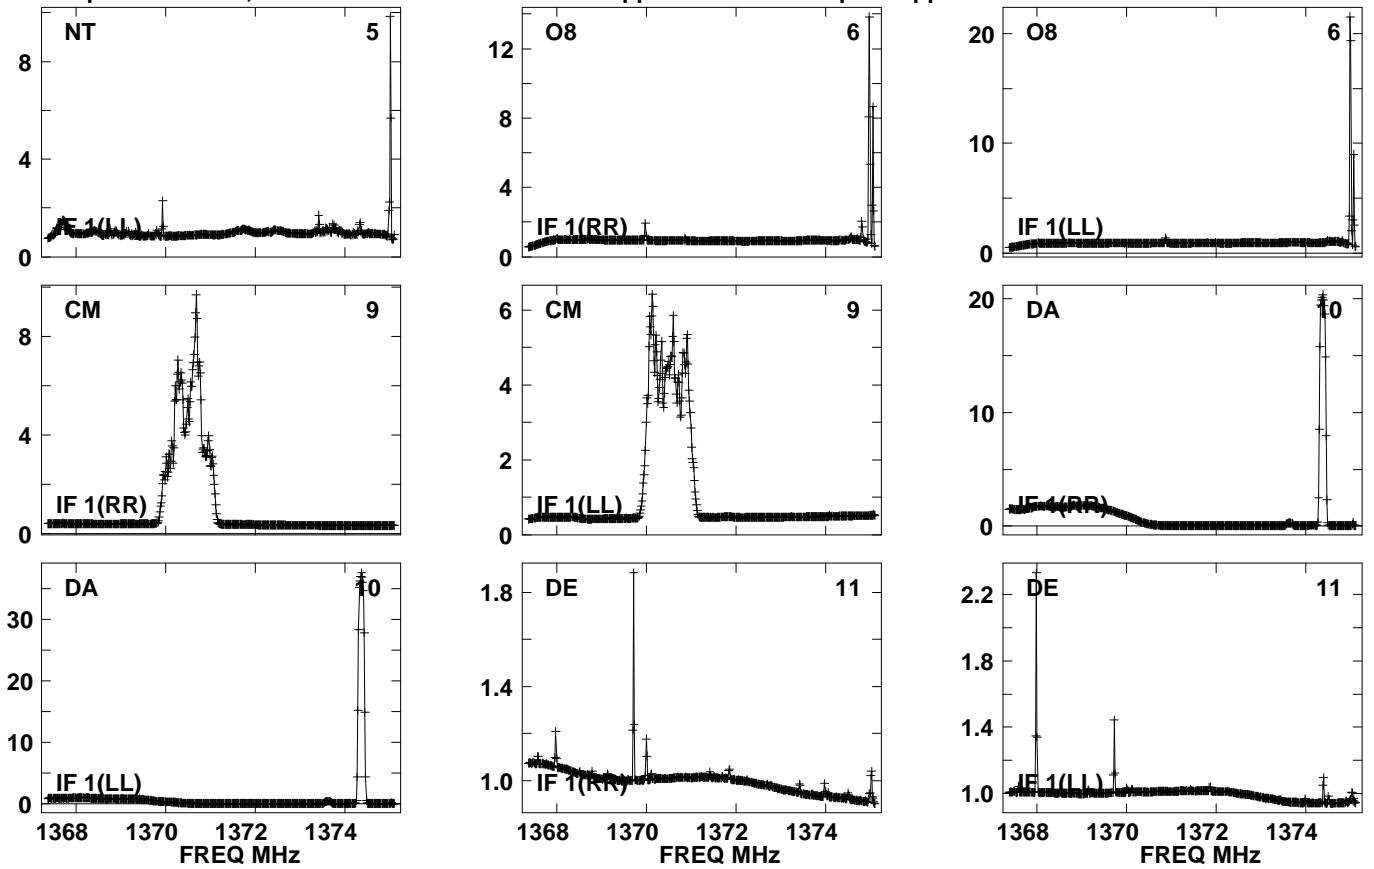 NT 5
O8 6
O8 6
8
4
0
IF 1(LL)
12
8
4
0
IF 1(RR)
20
10
0
IF 1(LL)
CM 9
CM 9
DA 10
8
4
0
IF 1(RR)
6
4
2
0
IF 1(LL)
20
10
0
IF 1(RR)
DA 10
DE 11
DE 11
30
20
10
0
IF 1(LL)
1.8
1.4
1.0
IF 1(RR)
2.2
1.8
1.4
1.0
IF 1(LL)
1368 1370 1372 1374
FREQ MHz
1368 1370 1372 1374
FREQ MHz
1368 1370 1372 1374
FREQ MHz